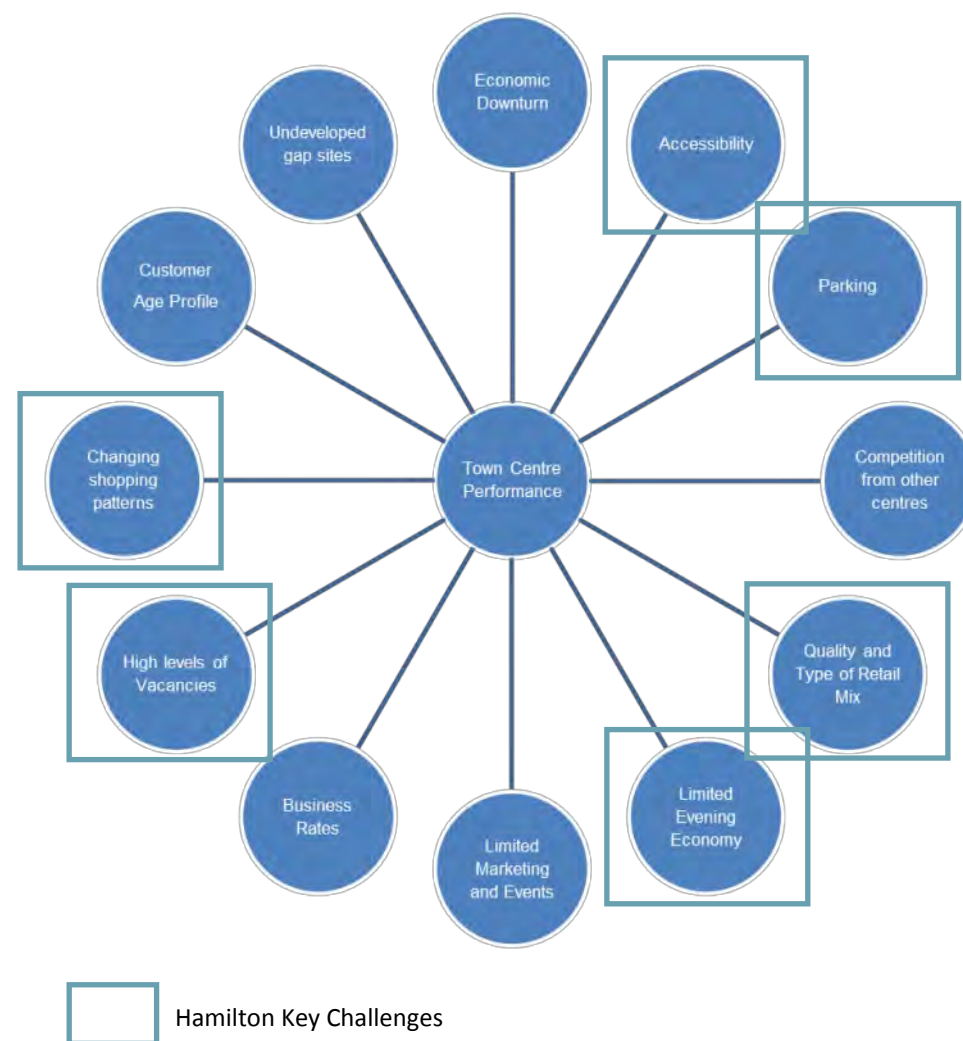 Economic
Downturn
Accessibility
Parking
Competition
from other
centres
Quality and
Type of Retail
Mix
Limited
Evening
Economy
Limited
Marketing
and Events
Business
Rates
High levels of
Vacancies
Changing
shopping
patterns
Customer
Age Profile
Undeveloped
gap sites
Town Centre
Performance
Hamilton Key Challenges